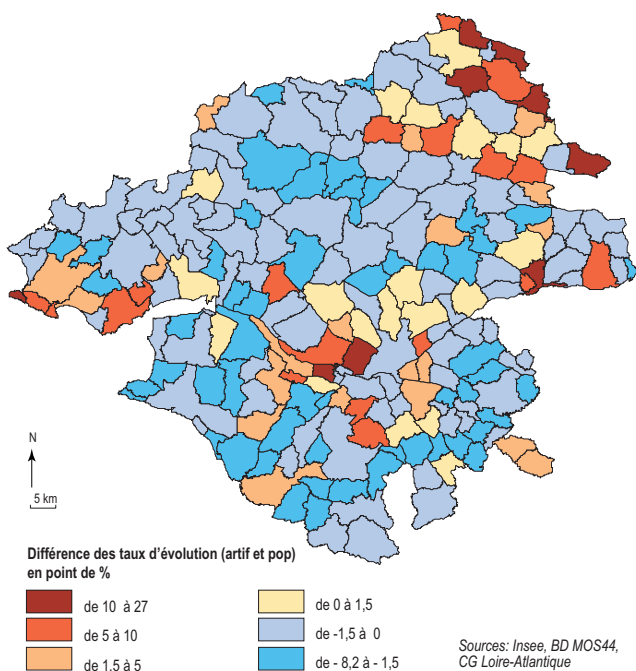 N
5 km
Différence des taux d'évolution (artif et pop)
en point de %
de 10 à 27
de 5 à 10
de 1,5 à 5
de 0 à 1,5
de -1,5 à 0
de - 8,2 à - 1,5
Sources: Insee, BD MOS44,
CG Loire-Atlantique